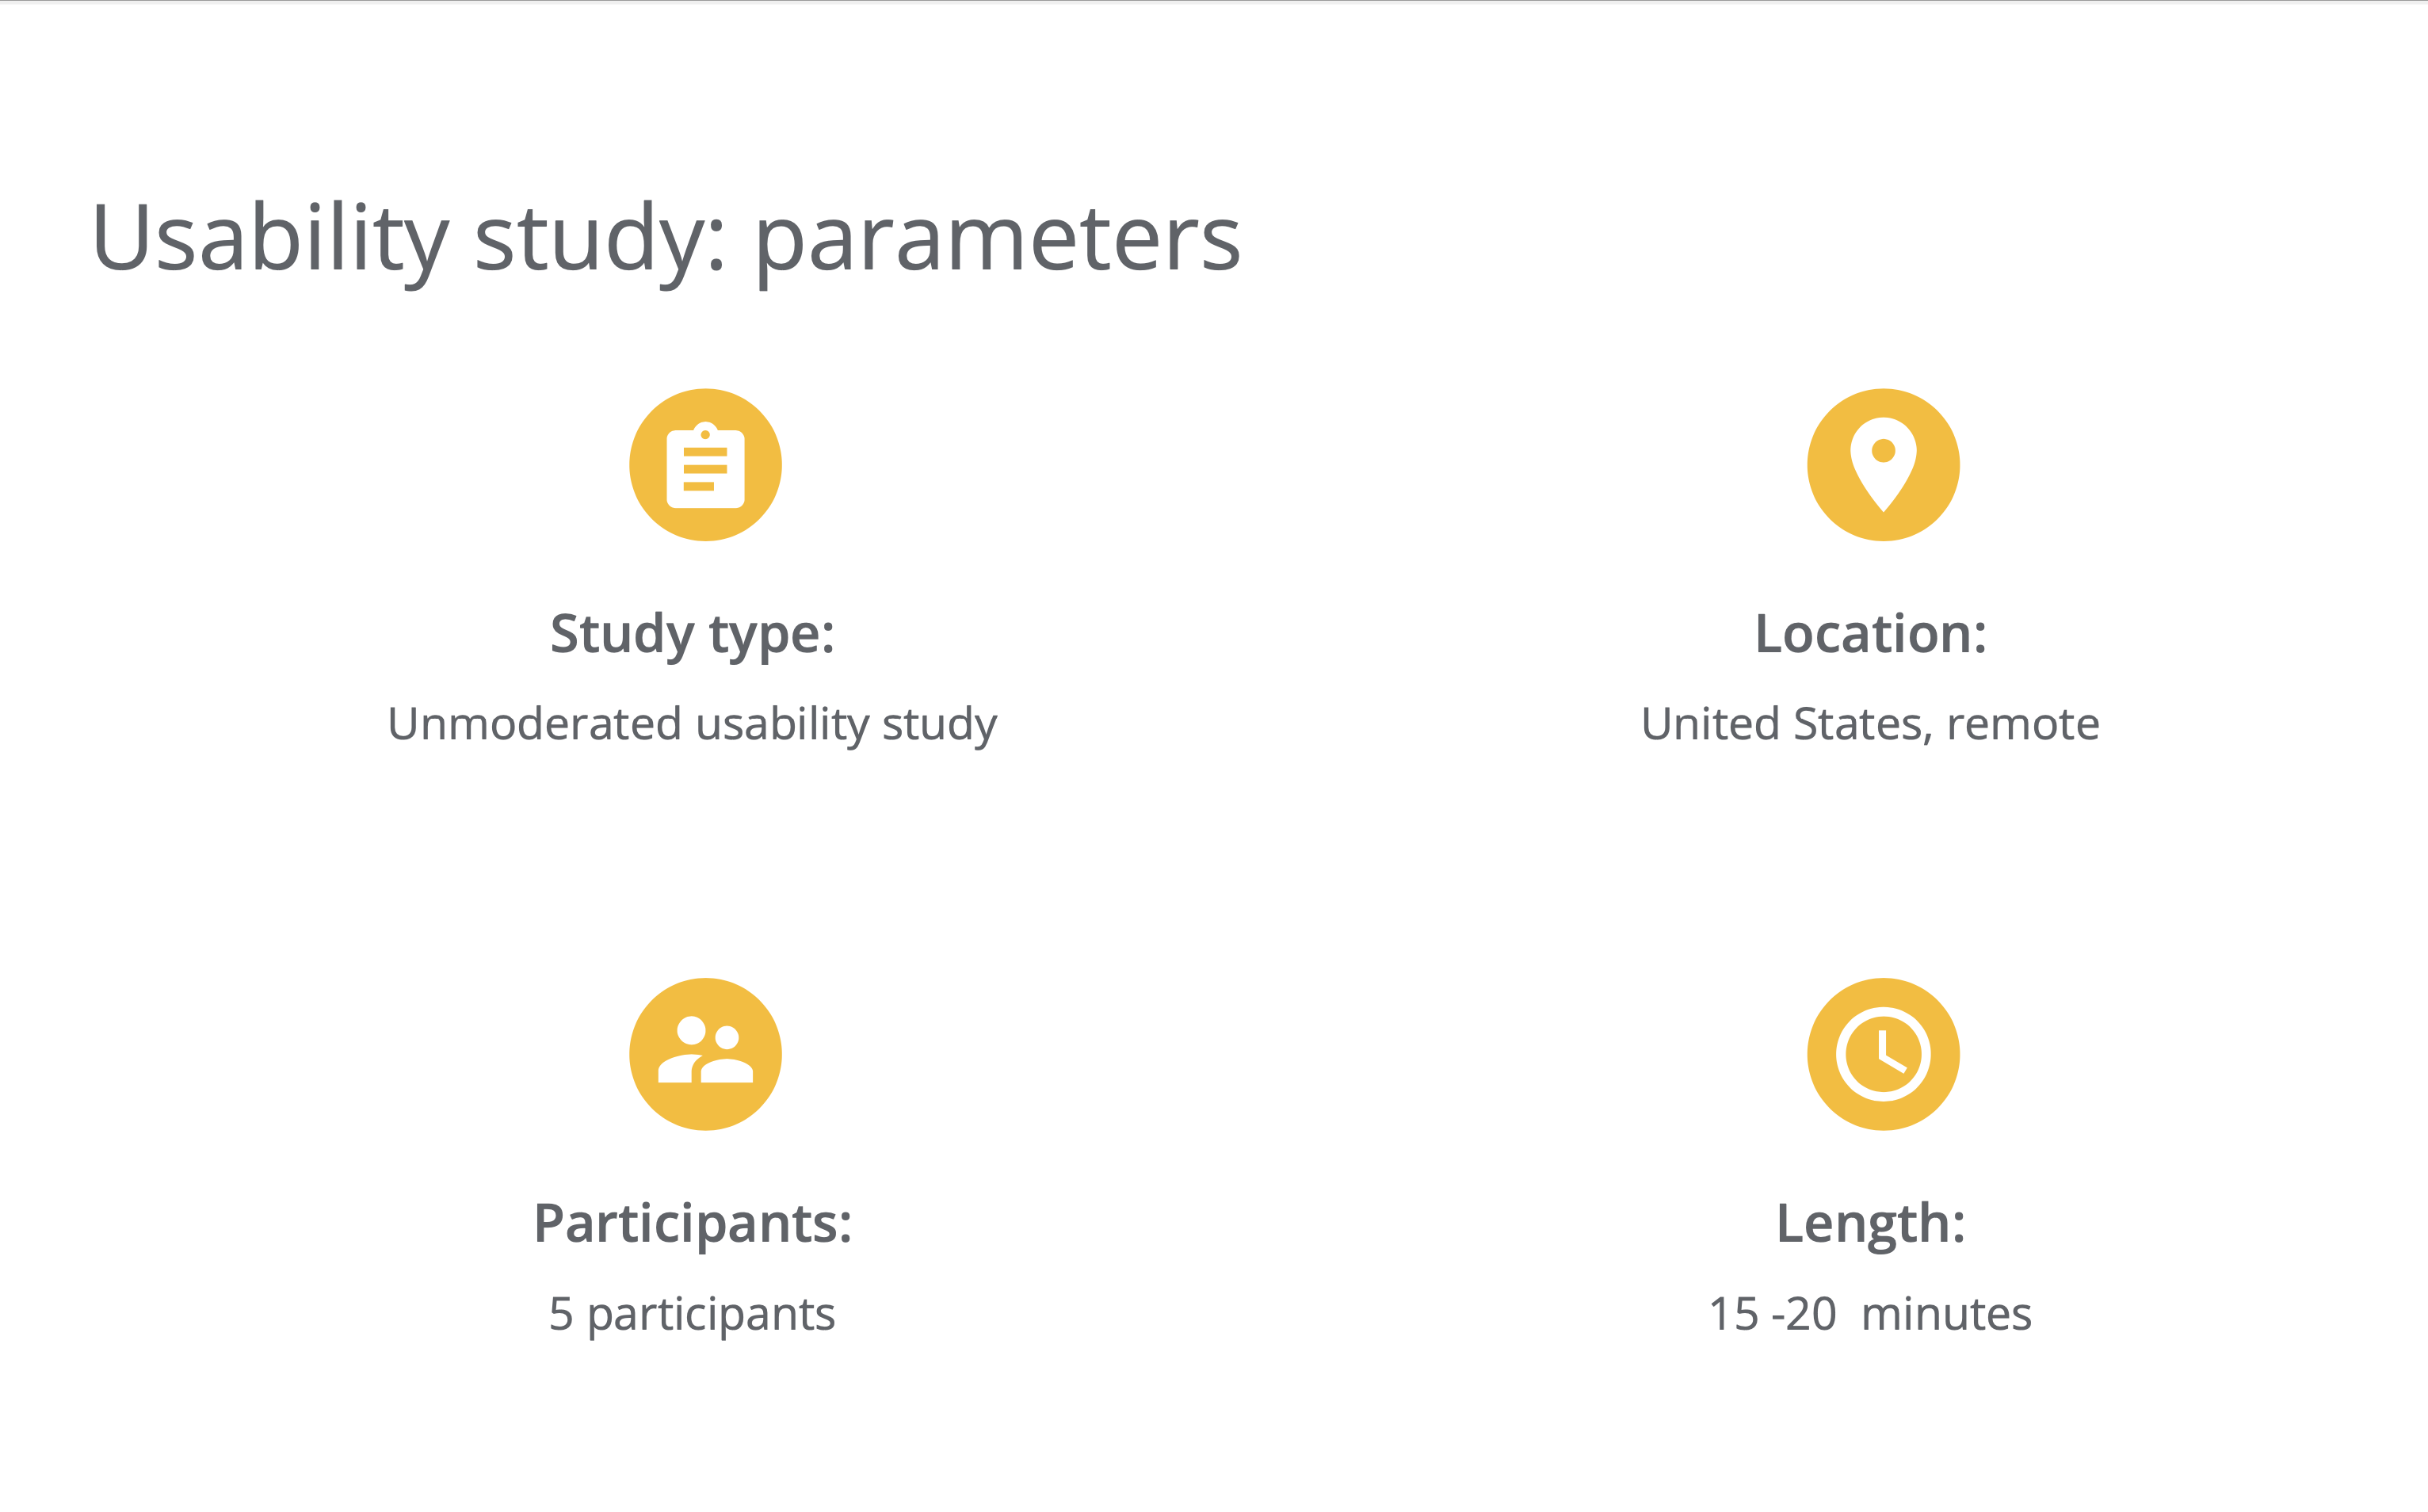 Usability study: parameters
Study type:
Unmoderated usability study
Location:
United States, remote
Participants:
5 participants
Length:
15 -20  minutes